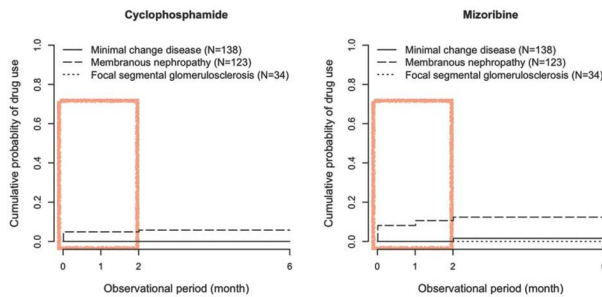 Cyclophosphamide
Cumulative probablity of drug use
1.0
0.8
0.6
0.4
0.2
0.0
Minimal change disease (N=138)
Membranous nephropathy (N=123)
Focal segmental glomerulosclerosis (N=34)
0
1
2
6
Observational period (month)
Mizoribine
Cumulative probablity of drug use
1.0
0.8
0.6
0.4
0.2
0.0
Minimal change disease (N=138)
Membranous nephropathy (N=123)
Focal segmental glomerulosclerosis (N=34)
0
1
2
Observational period (month)